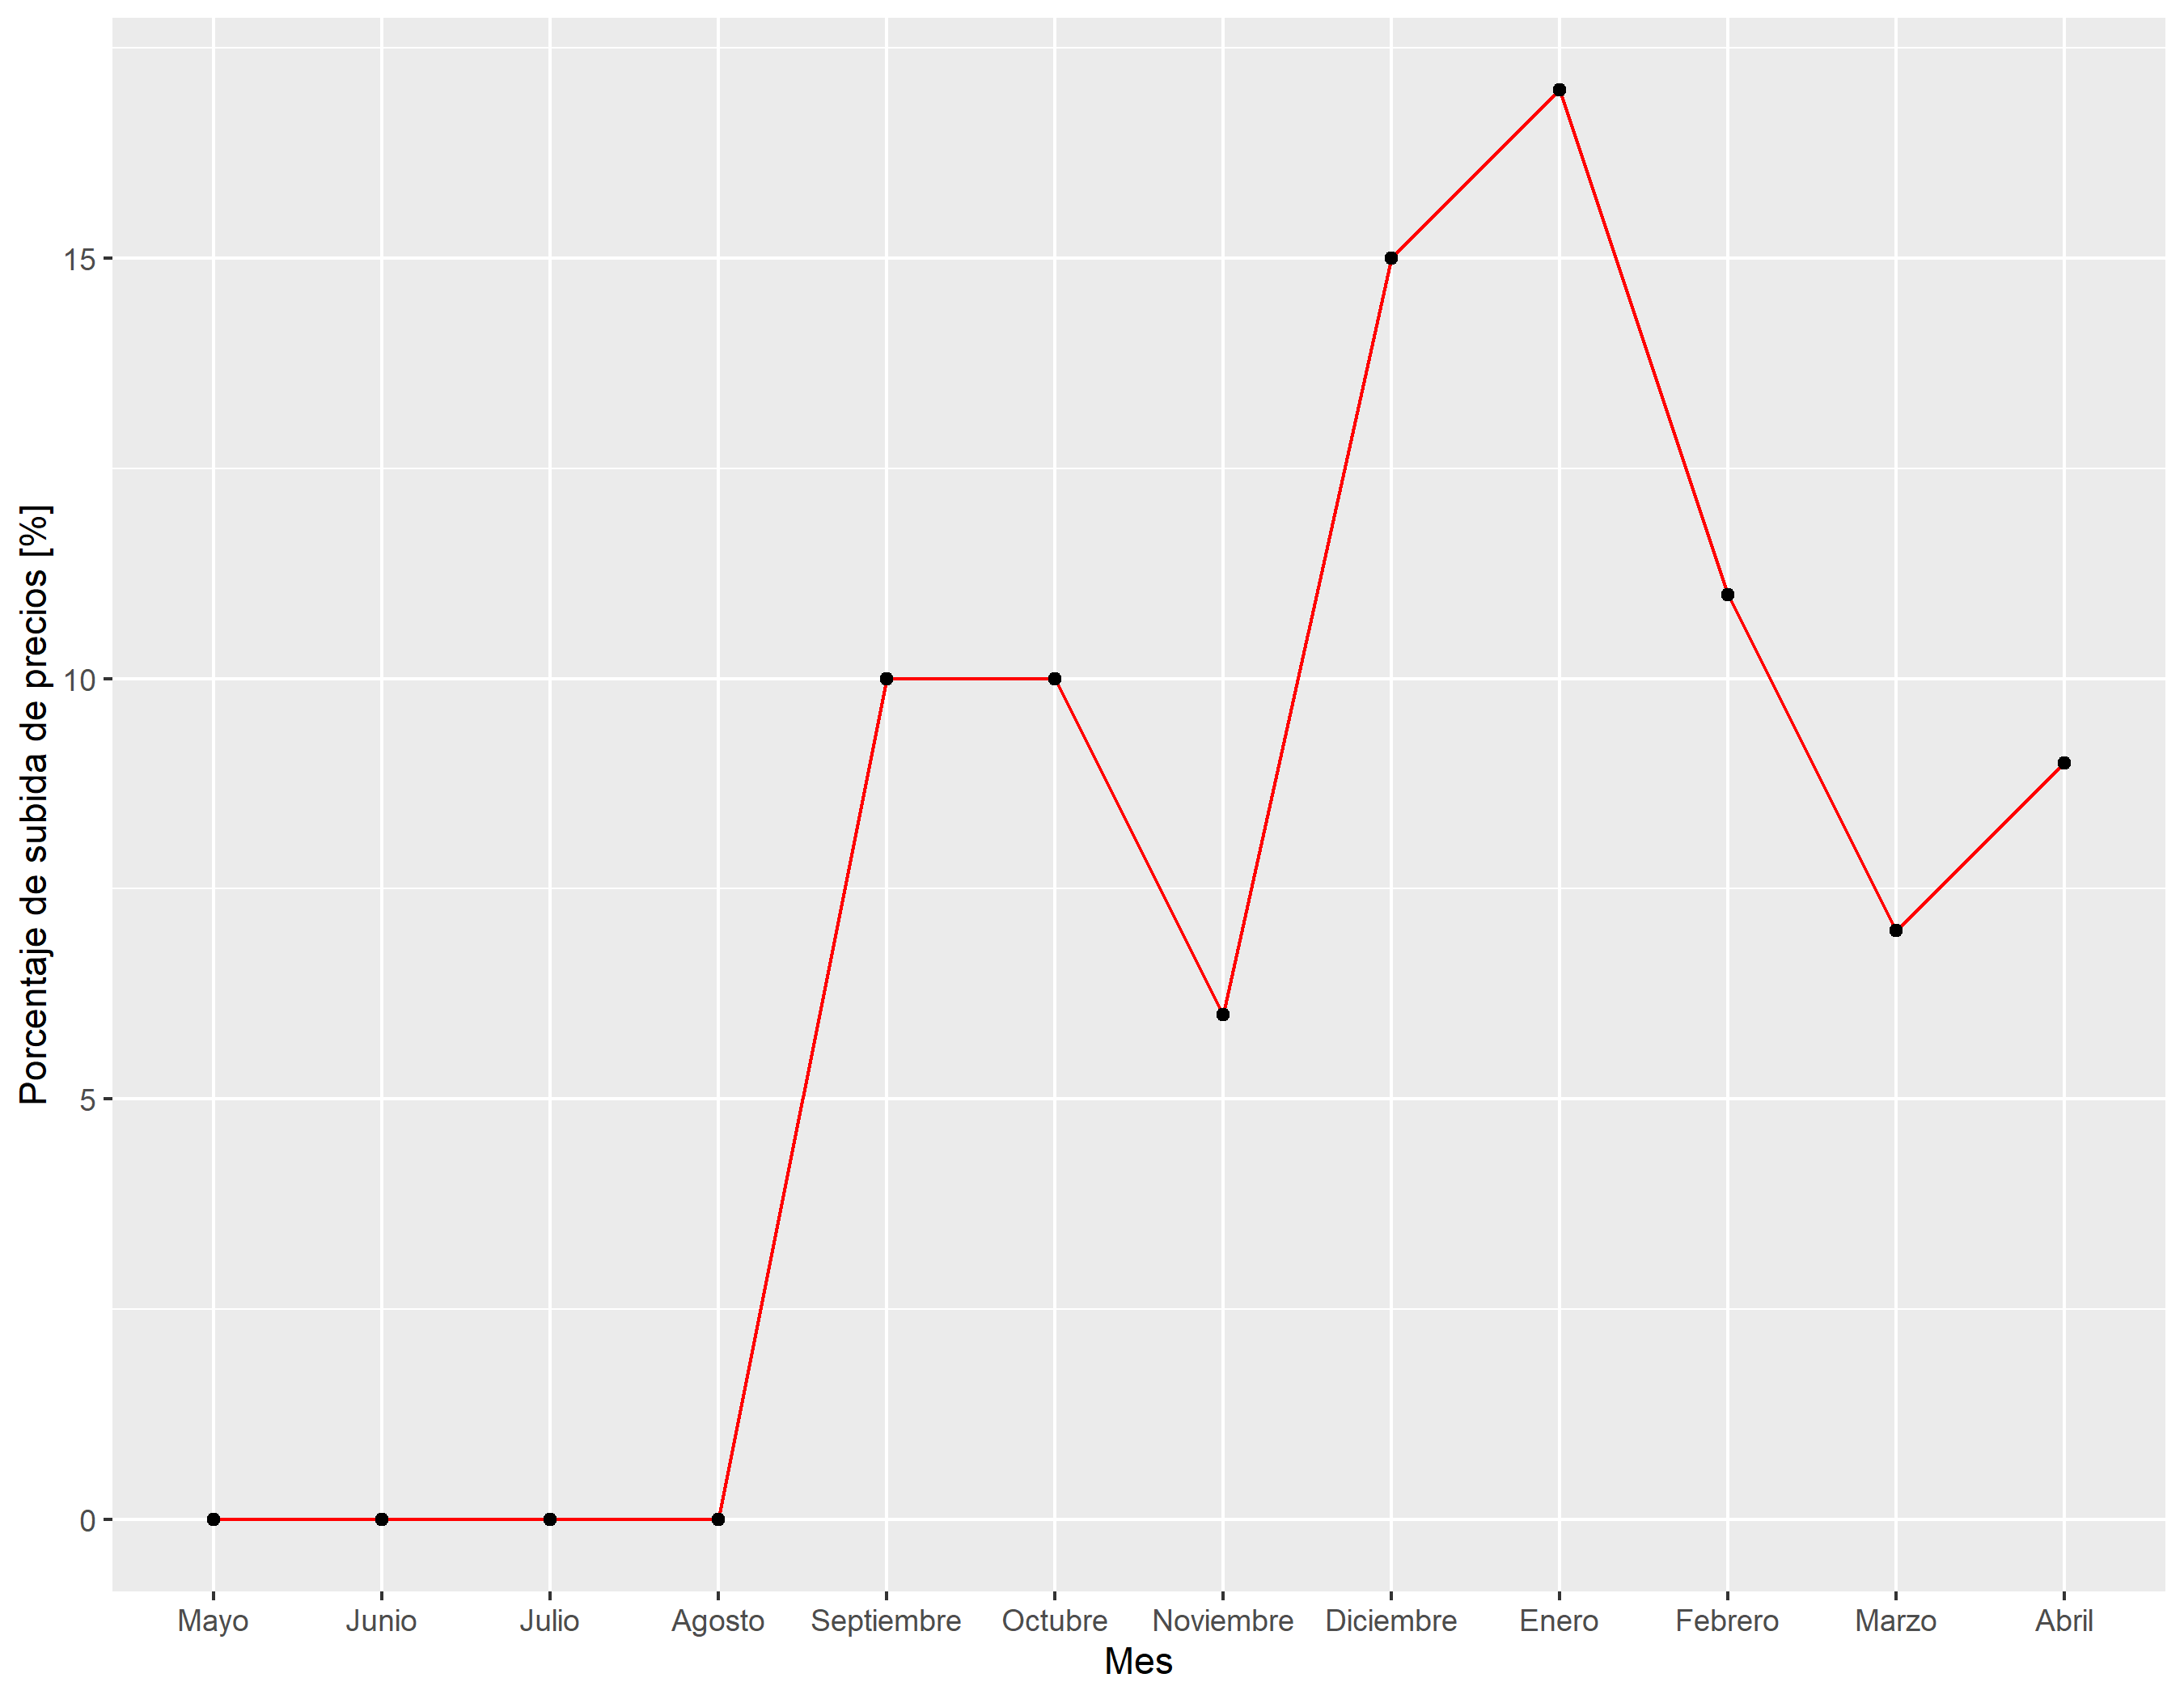 Porcentaje de subida de precios [%]
15
10
5
0
Mayo Junio Julio Agosto Septiembre Octubre Noviembre Diciembre Enero Febrero Marzo Abril
Mes